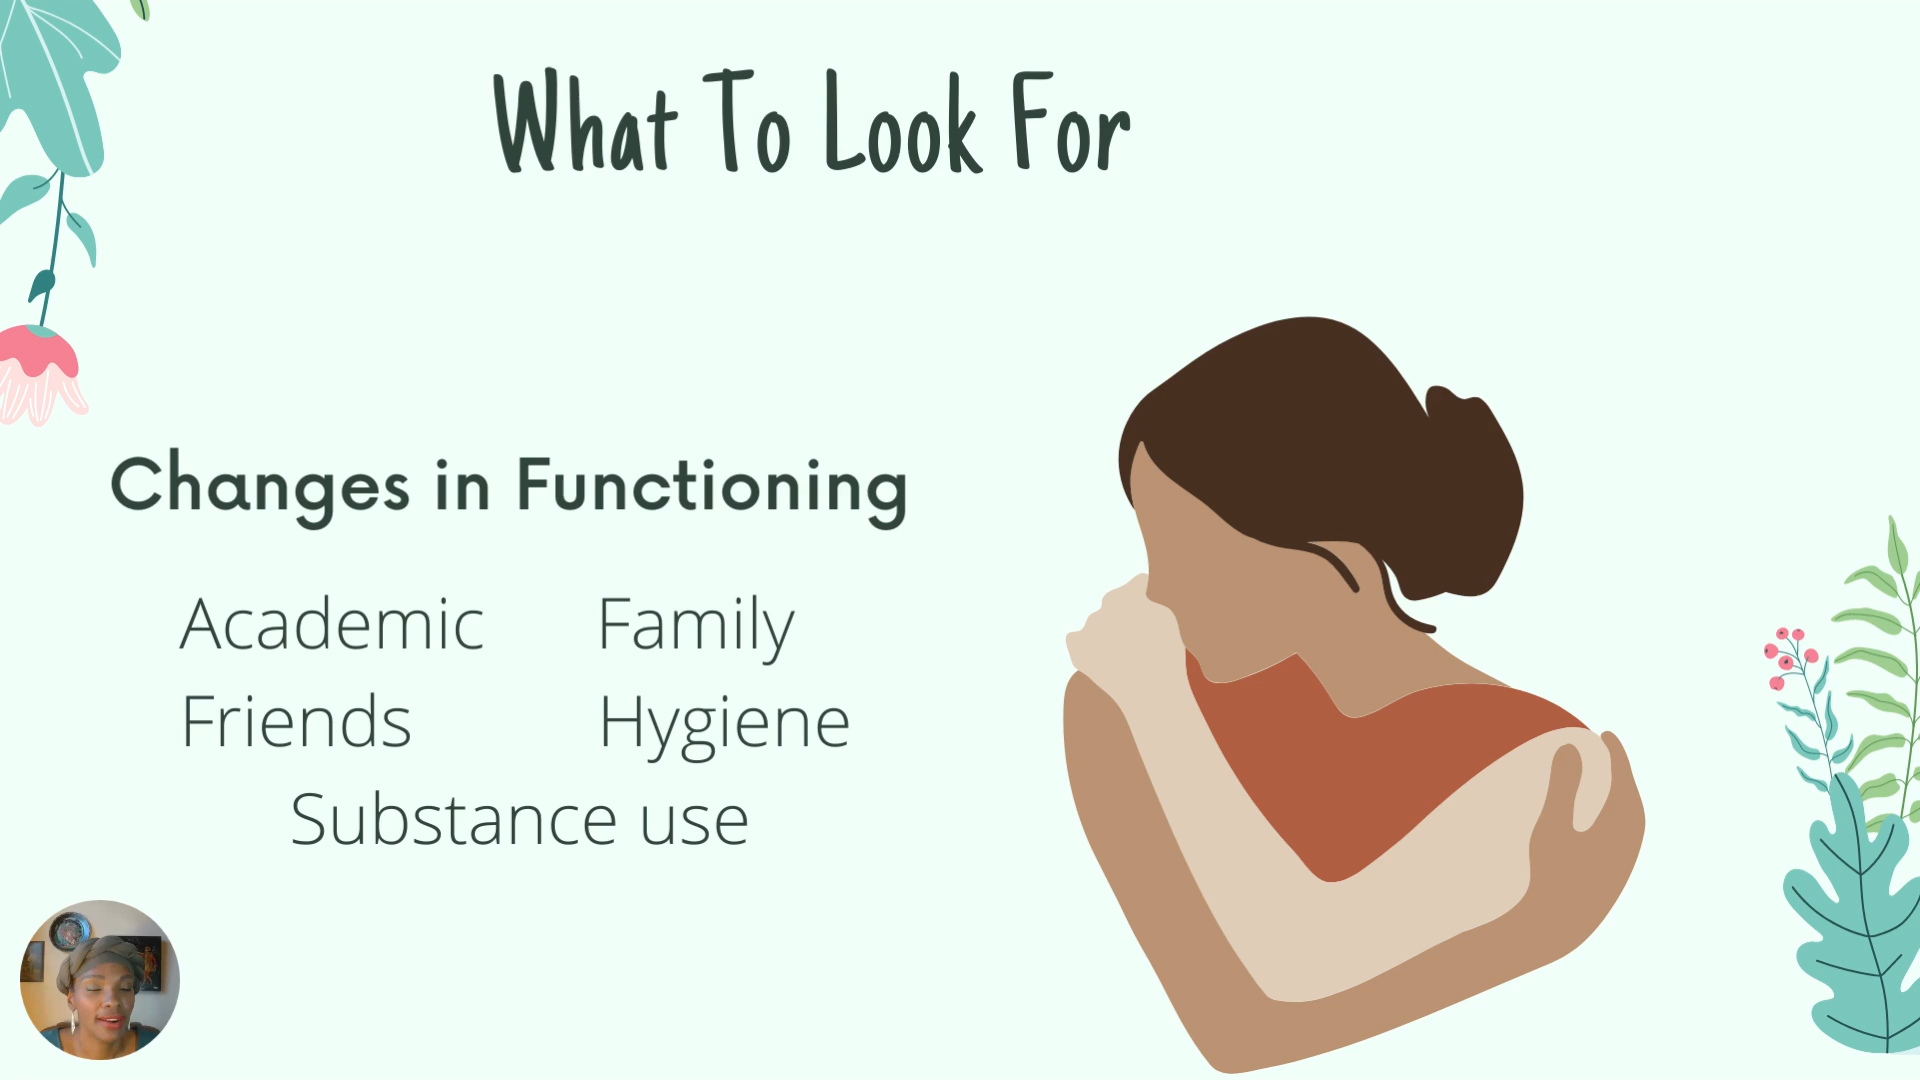 What To Look For
Changes in Functioning
Academic Family
Friends Hygiene
Substance use